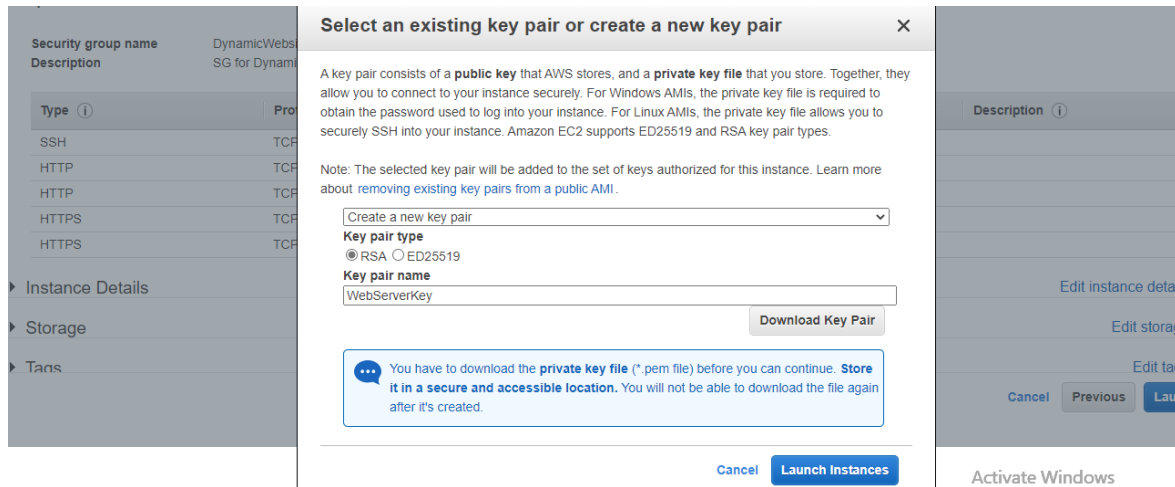 Select an existing key pair or create a new key pair
Security group name DynamicWebsi
Description SG for Dynami
A key pair consists of a public key that AWS stores, and a private key file that you store. Together, they
allow you to connect to your instance securely. For Windows AMIs, the private key file is required to
obtain the password used to log into your instance. For Linux AMIs, the private key file allows you to
securely SSH into your instance. Amazon EC2 supports ED25519 and RSA key pair types.
Type Pro Description
SSH TCP
HTTP TCP
HTTP TCP
HTTPS TCP
HTTPS TCP
Note: The selected key pair will be added to the set of keys authorized for this instance. Learn more
about removing existing key pairs from a public AMI.
Create a new key pair
Key pair type
RSA ED25519
Key pair name
WebServerKey
Download Key Pair
Instance Details Edit instance deta
Storage Edit storag
Tags Edit ta
You have to download the private key file (*.pem file) before you can continue. Store
it in a secure and accessible location. You will not be able to download the file again
after it's created.
Cancel Previous Lau
Cancel Launch Instances
Activate Windows